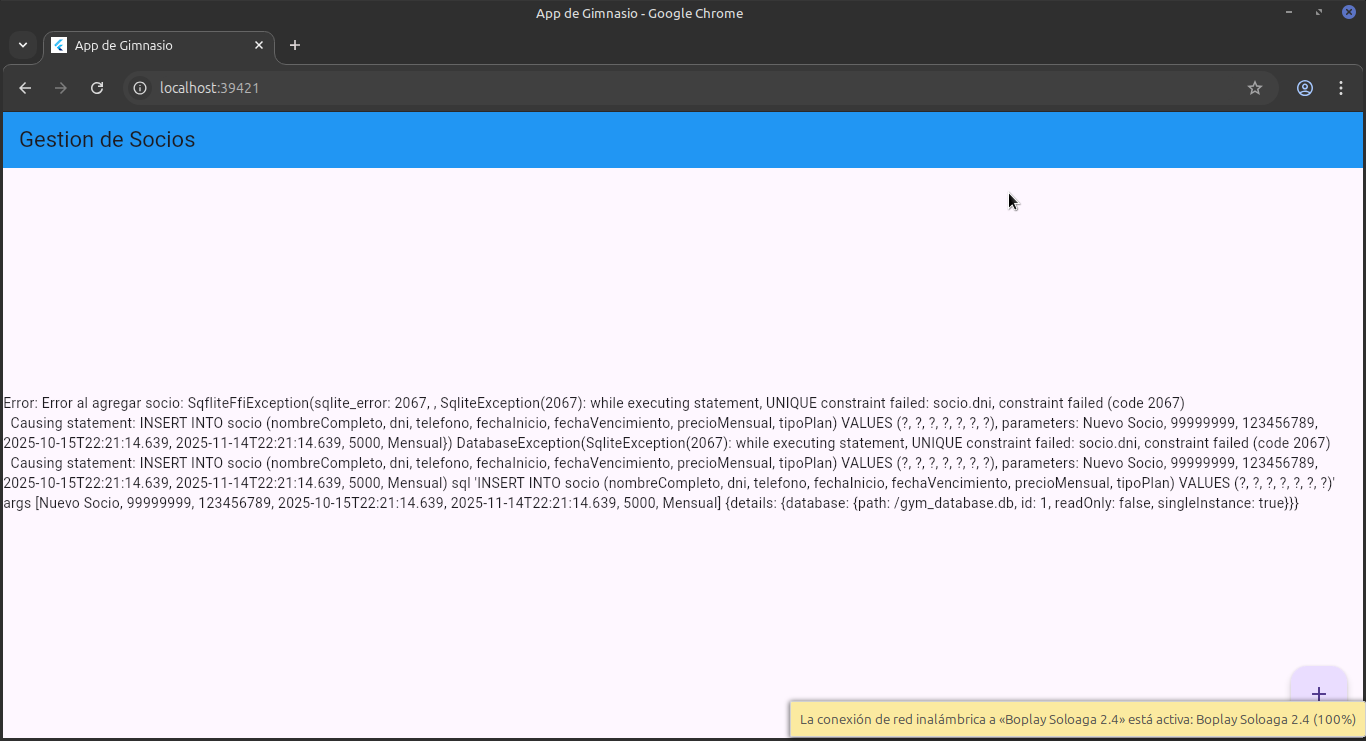 App de Gimnasio - Google Chrome
App de Gimnasio
localhost:39421
Gestion de Socios
Error: Error al agregar socio: SqfliteFfiException(sqlite_error: 2067, , SqliteException(2067): while executing statement, UNIQUE constraint failed: socio.dni, constraint failed (code 2067)
Causing statement: INSERT INTO socio (nombreCompleto, dni, telefono, fechaInicio, fechaVencimiento, precioMensual, tipoPlan) VALUES (?, ?, ?, ?, ?, ?, ?), parameters: Nuevo Socio, 99999999, 123456789,
2025-10-15T22:21:14.639, 2025-11-14T22:21:14.639, 5000, Mensual}) DatabaseException(SqliteException(2067): while executing statement, UNIQUE constraint failed: socio.dni, constraint failed (code 2067)
Causing statement: INSERT INTO socio (nombreCompleto, dni, telefono, fechaInicio, fechaVencimiento, precioMensual, tipoPlan) VALUES (?, ?, ?, ?, ?, ?, ?), parameters: Nuevo Socio, 99999999, 123456789,
2025-10-15T22:21:14.639, 2025-11-14T22:21:14.639, 5000, Mensual) sql 'INSERT INTO socio (nombreCompleto, dni, telefono, fechaInicio, fechaVencimiento, precioMensual, tipoPlan) VALUES (?, ?, ?, ?, ?, ?, ?)'
args [Nuevo Socio, 99999999, 123456789, 2025-10-15T22:21:14.639, 2025-11-14T22:21:14.639, 5000, Mensual] {details: {database: {path: /gym_database.db, id: 1, readOnly: false, singleInstance: true}}}
La conexión de red inalámbrica a «Boplay Soloaga 2.4» está activa: Boplay Soloaga 2.4 (100%)